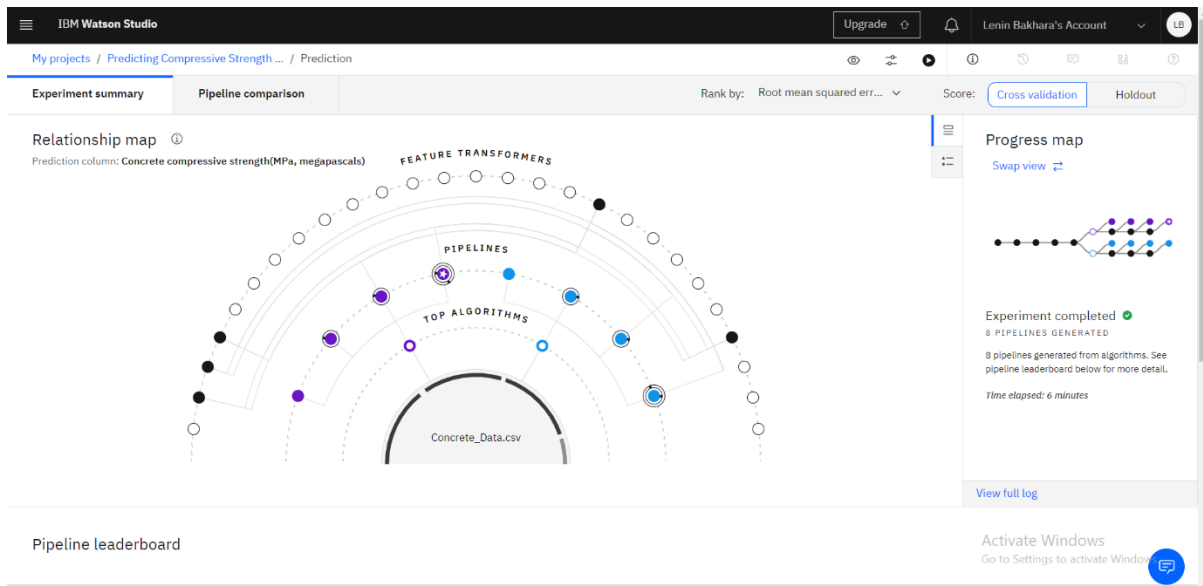 IBM Watson Studio
Upgrade
Lenin Bakhara's Account
LB
My projects / Predicting Compressive Strength ... / Prediction
Experiment summary
Pipeline comparison
Rank by: Root mean squared err...
Score: Cross validation Holdout
Relationship map
Prediction column: Concrete compressive strength(MPa, megapascals)
FEATURE TRANSFORMERS
PIPELINES
TOP ALGORITHMS
Concrete_Data.csv
Progress map
Swap view
Experiment completed
8 PIPELINES GENERATED
8 pipelines generated from algorithms. See
pipeline leaderboard below for more detail.
Time elapsed: 6 minutes
View full log
Pipeline leaderboard
Activate Windows
Go to Settings to activate Window